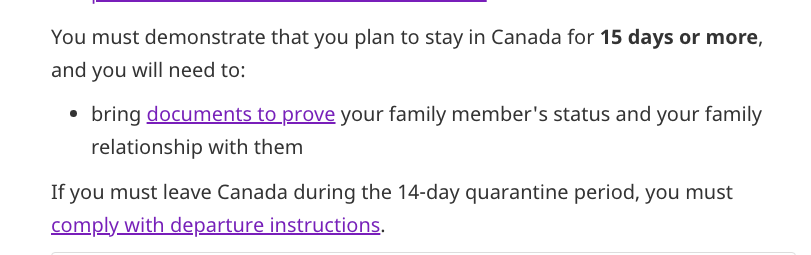 You must demonstrate that you plan to stay in Canada for 15 days or more,
and you will need to:
• bring documents to prove your family member's status and your family
relationship with them
If you must leave Canada during the 14-day quarantine period, you must
comply with departure instructions.